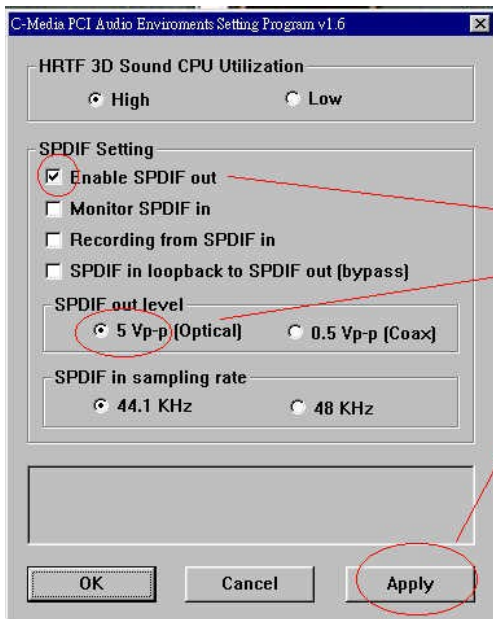 C-Media PCI Audio Enviroments Setting Program v1.6
HRTF 3D Sound CPU Utilization
High Low
SPDIF Setting
Enable SPDIF out
Monitor SPDIF in
Recording from SPDIF in
SPDIF in loopback to SPDIF out (bypass)
SPDIF out level
5 Vp-p (Optical) 0.5 Vp-p (Coax)
SPDIF in sampling rate
44.1 KHz 48 KHz
OK Cancel Apply